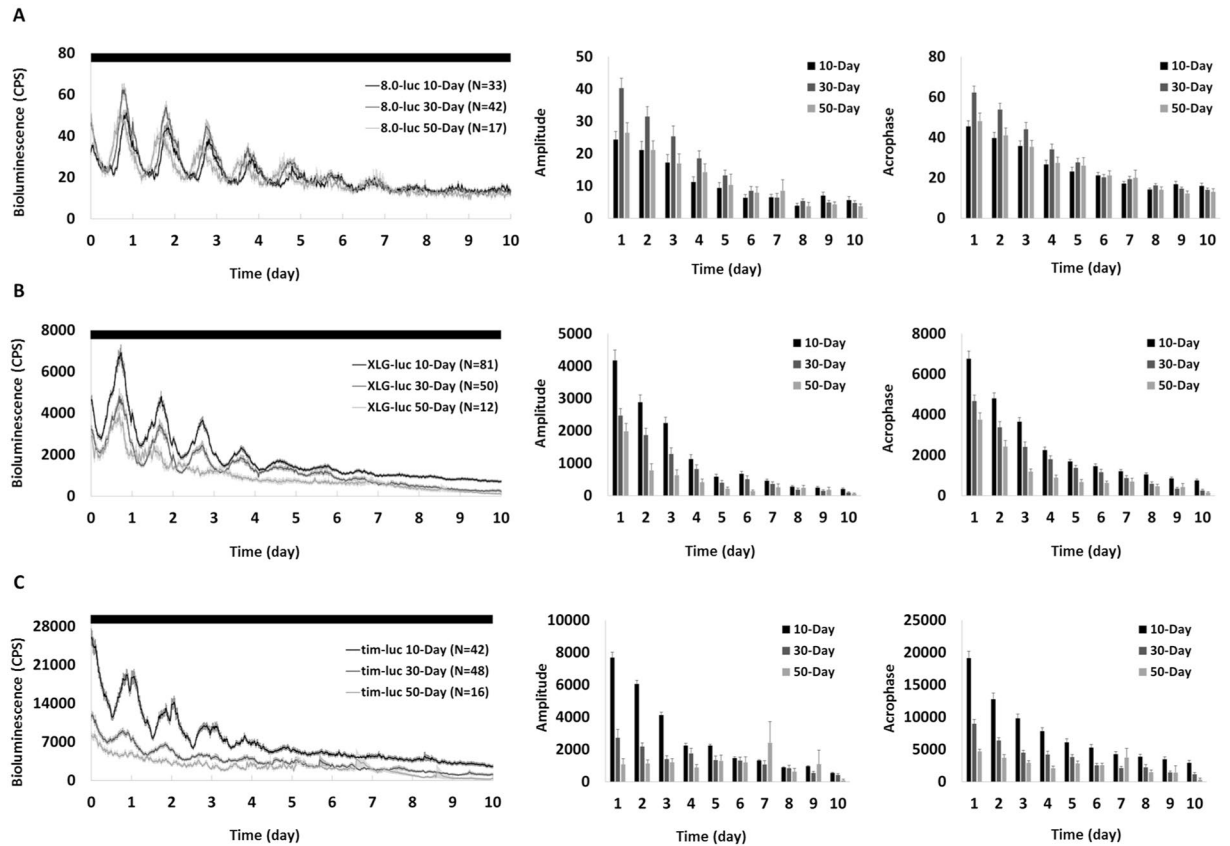 A
Bioluminescence (CPS)
80
60
40
20
0
8.0-luc 10-Day (N=33)
8.0-luc 30-Day (N=42)
8.0-luc 50-Day (N=17)
0 1 2 3 4 5 6 7 8 9 10
Time (day)
Amplitude
50
40
30
20
10
0
10-Day
30-Day
50-Day
1 2 3 4 5 6 7 8 9 10
Time (day)
Acrophase
80
60
40
20
0
10-Day
30-Day
50-Day
1 2 3 4 5 6 7 8 9 10
Time (day)
B
Bioluminescence (CPS)
8000
6000
4000
2000
0
XLG-luc 10-Day (N=81)
XLG-luc 30-Day (N=50)
XLG-luc 50-Day (N=12)
0 1 2 3 4 5 6 7 8 9 10
Time (day)
Amplitude
5000
4000
3000
2000
1000
0
10-Day
30-Day
50-Day
1 2 3 4 5 6 7 8 9 10
Time (day)
Acrophase
8000
6000
4000
2000
0
10-Day
30-Day
50-Day
1 2 3 4 5 6 7 8 9 10
Time (day)
C
Bioluminescence (CPS)
28000
21000
14000
7000
0
tim-luc 10-Day (N=42)
tim-luc 30-Day (N=48)
tim-luc 50-Day (N=16)
0 1 2 3 4 5 6 7 8 9 10
Time (day)
Amplitude
10000
8000
6000
4000
2000
0
10-Day
30-Day
50-Day
1 2 3 4 5 6 7 8 9 10
Time (day)
Acrophase
25000
20000
15000
10000
5000
0
10-Day
30-Day
50-Day
1 2 3 4 5 6 7 8 9 10
Time (day)